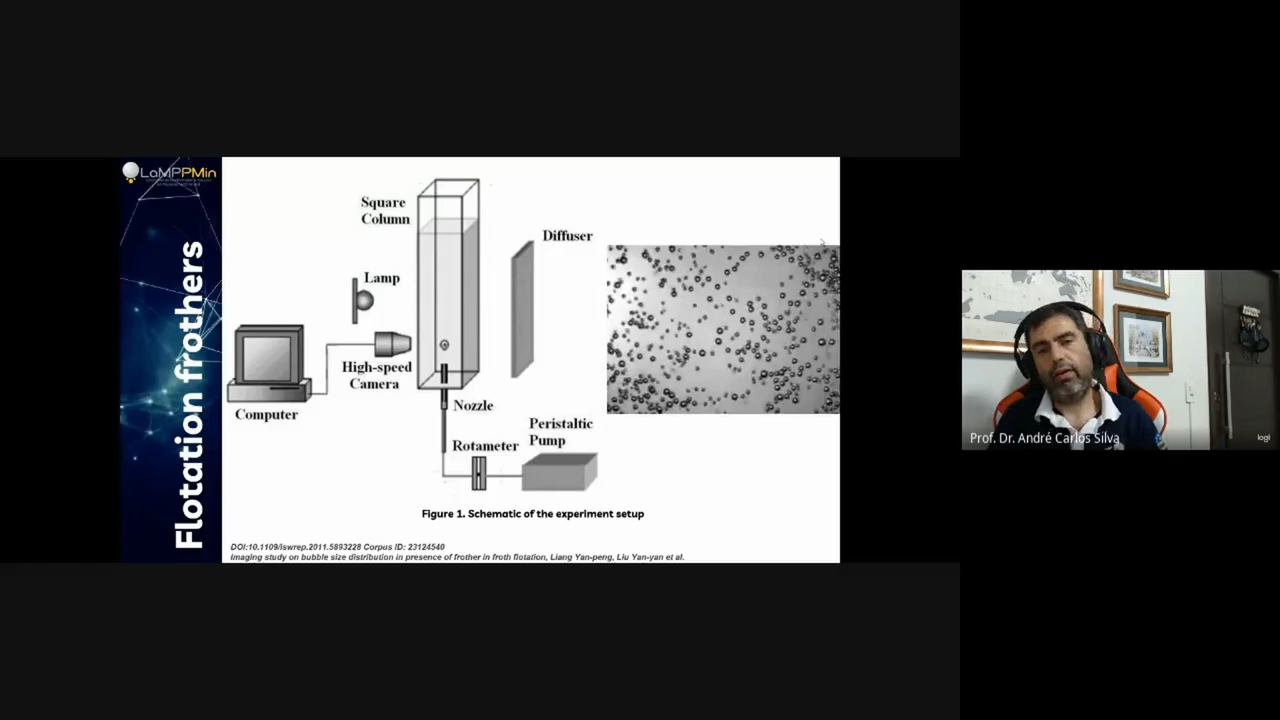 LaMPPMin
Flotation frothers
Square
Column
Diffuser
Lamp
High-speed
Camera
Computer
Nozzle
Peristaltic
Pump
Rotameter
Figure 1. Schematic of the experiment setup
DOI:10.1109/iswrep.2011.5893228 Corpus ID: 23124540
Imaging study on bubble size distribution in presence of frother in froth flotation, Liang Yan-peng, Liu Yan-yan et al.
Prof. Dr. André Carlos Silva
logi